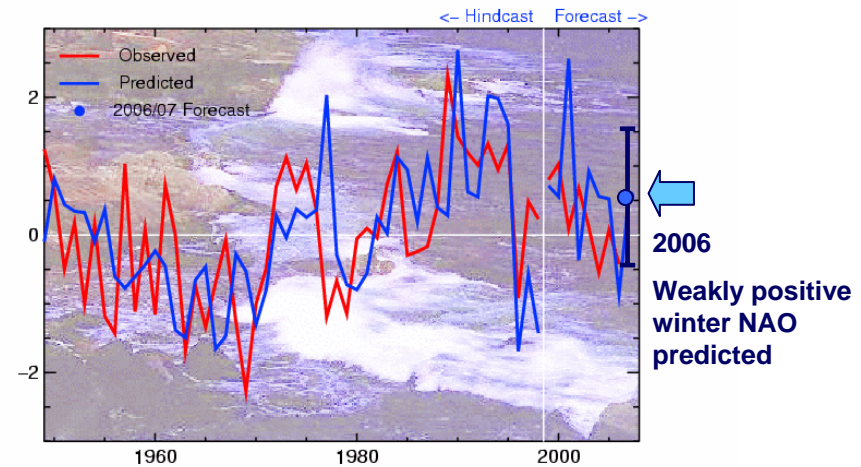 <– Hindcast Forecast –>
Observed
Predicted
2006/07 Forecast
2
0
−2
1960 1980 2000
2006
Weakly positive
winter NAO
predicted